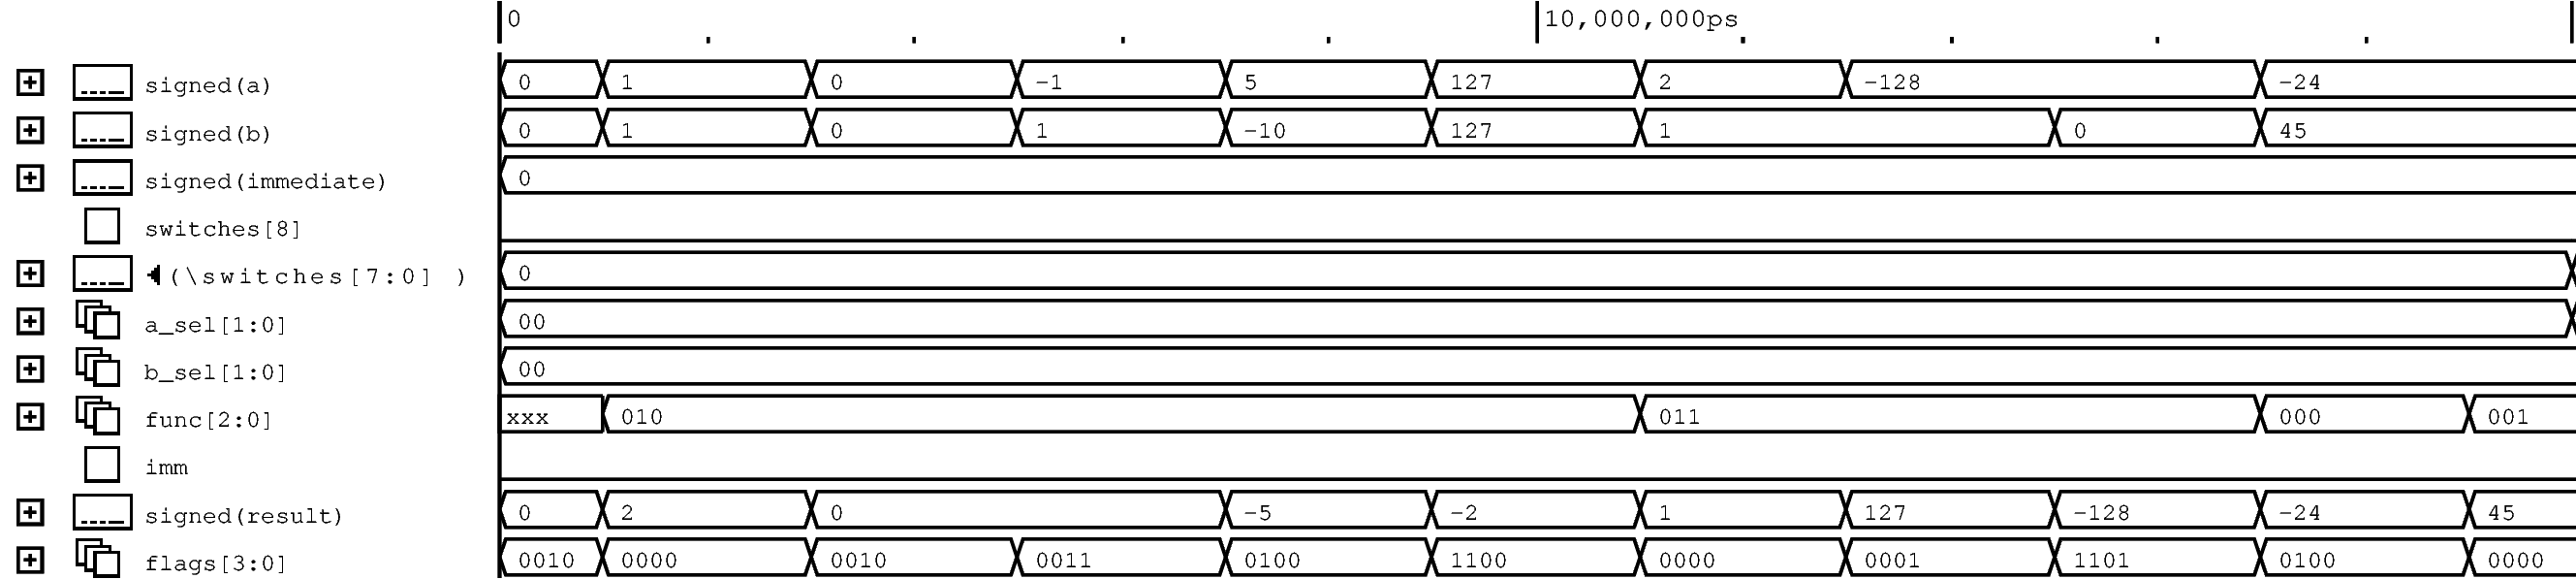 0 10,000,000ps
signed(a) 0 1 0 -1 5 127 2 -128 -24
signed(b) 0 1 0 1 -10 127 1 0 45
signed(immediate) 0
switches[8]
(\switches[7:0] ) 0
a_sel[1:0] 00
b_sel[1:0] 00
func[2:0] xxx 010 011 000 001
imm
signed(result) 0 2 0 -5 -2 1 127 -128 -24 45
flags[3:0] 0010 0000 0010 0011 0100 1100 0000 0001 1101 0100 0000